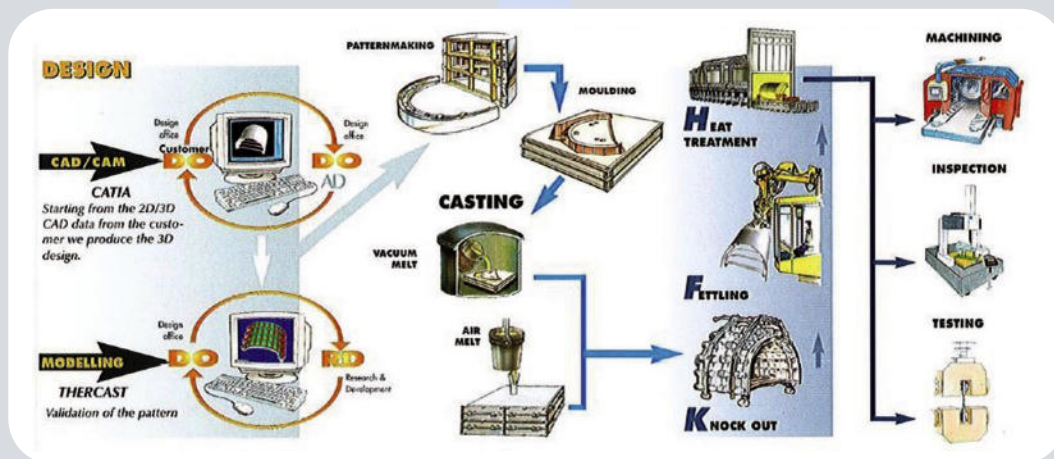 DESIGN
Design
office
Customer
DO
CAD/CAM
CATIA
Starting from the 2D/3D
CAD data from the custo-
mer we produce the 3D
design.
Design
office
DO
AD
Design
office
DO
MODELLING
THERCAST
Validation of the pattern
RD
Research &
Development
PATTERNMAKING
MOULDING
CASTING
VACUUM
MELT
AIR
MELT
HEAT
TREATMENT
FETTLING
KNOCK OUT
MACHINING
INSPECTION
TESTING